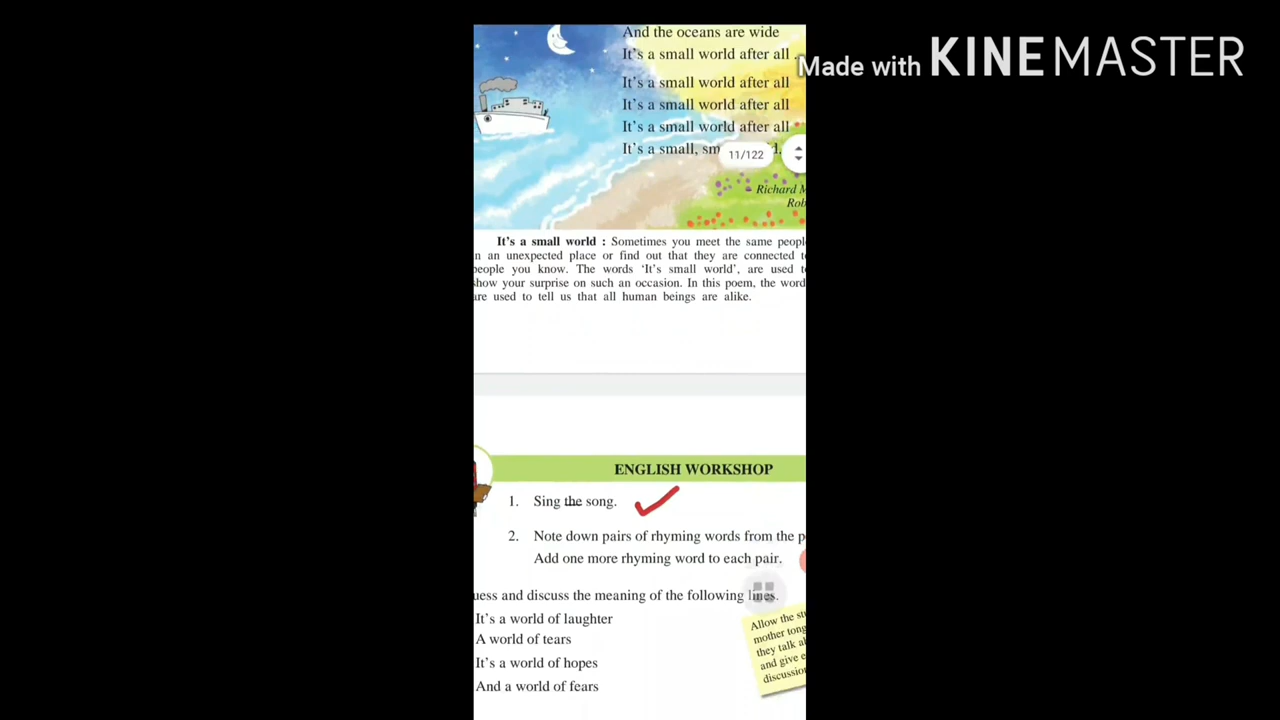 And the oceans are wide
It's a small world after all .
It's a small world after all
It's a small world after all
It's a small world after all
It's a small,
11/122
Richard M
Rob
Made with KINEMASTER
It's a small world : Sometimes you meet the same peopl
n an unexpected place or find out that they are connected t
people you know. The words 'It's small world', are used t
show your surprise on such an occasion. In this poem, the word
are used to tell us that all human beings are alike.
ENGLISH WORKSHOP
1. Sing the song.
2. Note down pairs of rhyming words from the p
Add one more rhyming word to each pair.
uess and discuss the meaning of the following lines.
It's a world of laughter
A world of tears
It's a world of hopes
And a world of fears
Allow the st
mother tong
they talk a
and give e
discussio